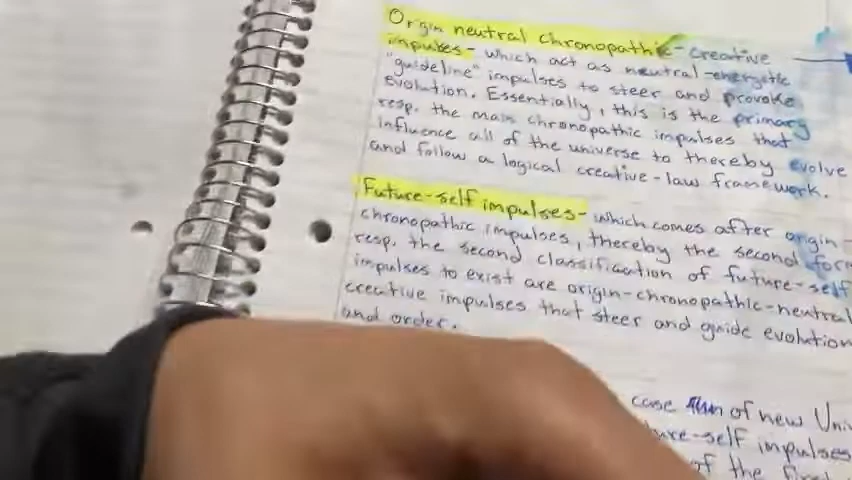 Origin neutral chronopathic-creative
impulses- which act as neutral-energetic
"guideline" impulses to steer and provoke
evolution. Essentially, this is the primary
resp. the main chronopathic impulses that
influence all of the universe to thereby evolve
and follow a logical creative-law framework.
Future-self impulses- which comes after origin-
chronopathic impulses, thereby the second form
resp. the second classification of future-self
impulses to exist are origin-chronopathic-neutral
creative impulses that steer and guide evolution
and order.
case of new Uni
ure-self impulses
of the